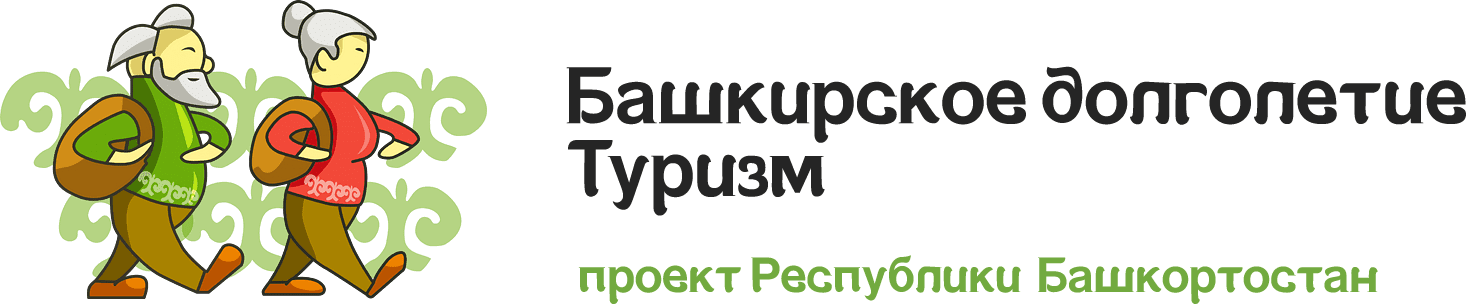 Башкирское долголетие
Туризм
проект Республики Башкортостан